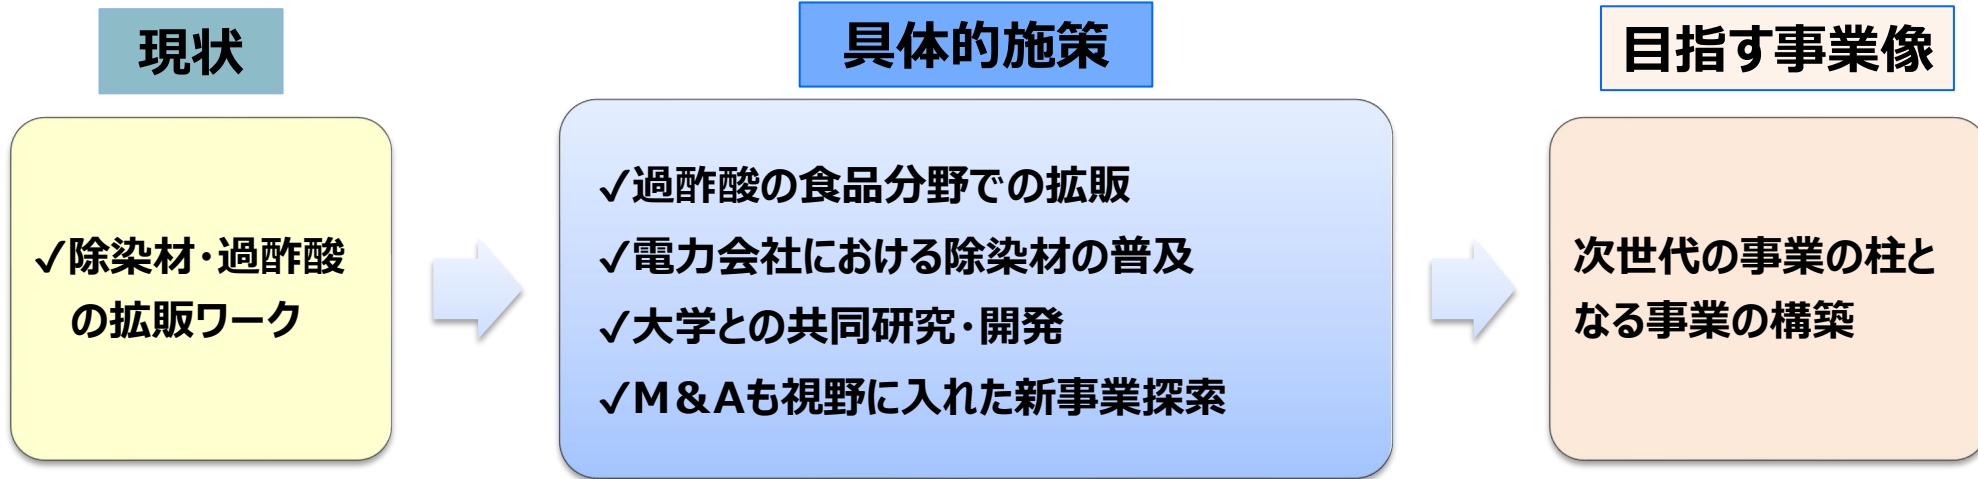 現状
✓除染材・過酢酸
の拡販ワーク
具体的施策
✓過酢酸の食品分野での拡販
✓電力会社における除染材の普及
✓大学との共同研究・開発
✓M&Aも視野に入れた新事業探索
目指す事業像
次世代の事業の柱と
なる事業の構築